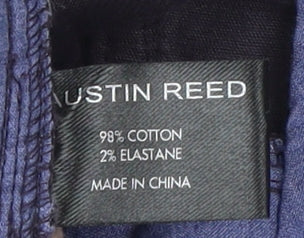 AUSTIN REED
98% COTTON
2% ELASTANE
MADE IN CHINA